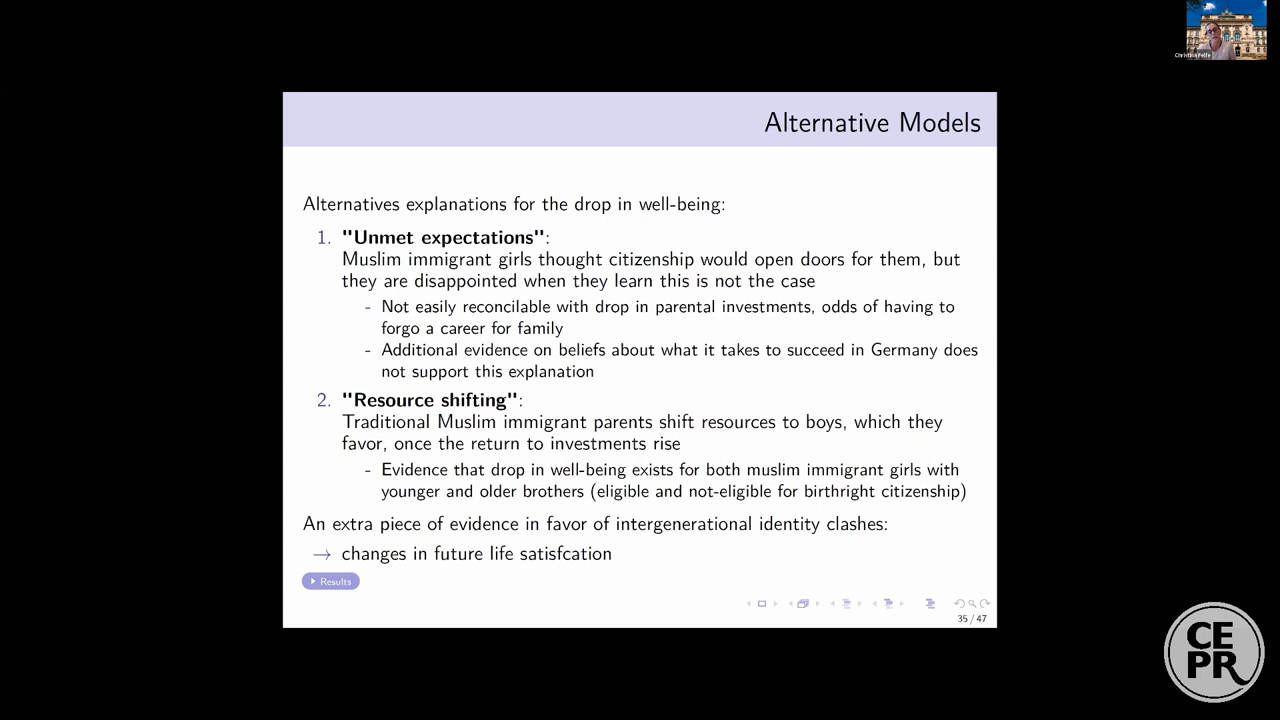 Christina Felfe
Alternative Models
Alternatives explanations for the drop in well-being:
1. "Unmet expectations":
Muslim immigrant girls thought citizenship would open doors for them, but
they are disappointed when they learn this is not the case
- Not easily reconcilable with drop in parental investments, odds of having to
forgo a career for family
- Additional evidence on beliefs about what it takes to succeed in Germany does
not support this explanation
2. "Resource shifting":
Traditional Muslim immigrant parents shift resources to boys, which they
favor, once the return to investments rise
- Evidence that drop in well-being exists for both muslim immigrant girls with
younger and older brothers (eligible and not-eligible for birthright citizenship)
An extra piece of evidence in favor of intergenerational identity clashes:
→ changes in future life satisfcation
Results
35 / 47
CE
PR